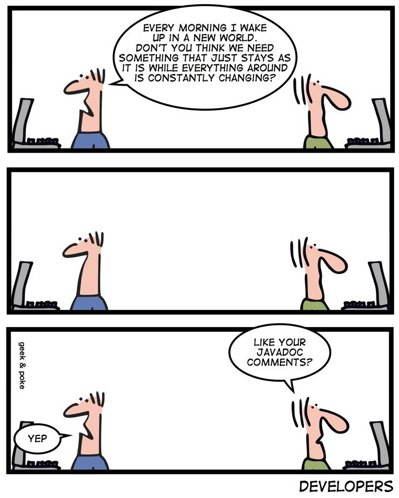 EVERY MORNING I WAKE
UP IN A NEW WORLD.
DON'T YOU THINK WE NEED
SOMETHING THAT JUST STAYS AS
IT IS WHILE EVERYTHING AROUND
IS CONSTANTLY CHANGING?
LIKE YOUR
JAVADOC
COMMENTS?
YEP
geek & poke
DEVELOPERS